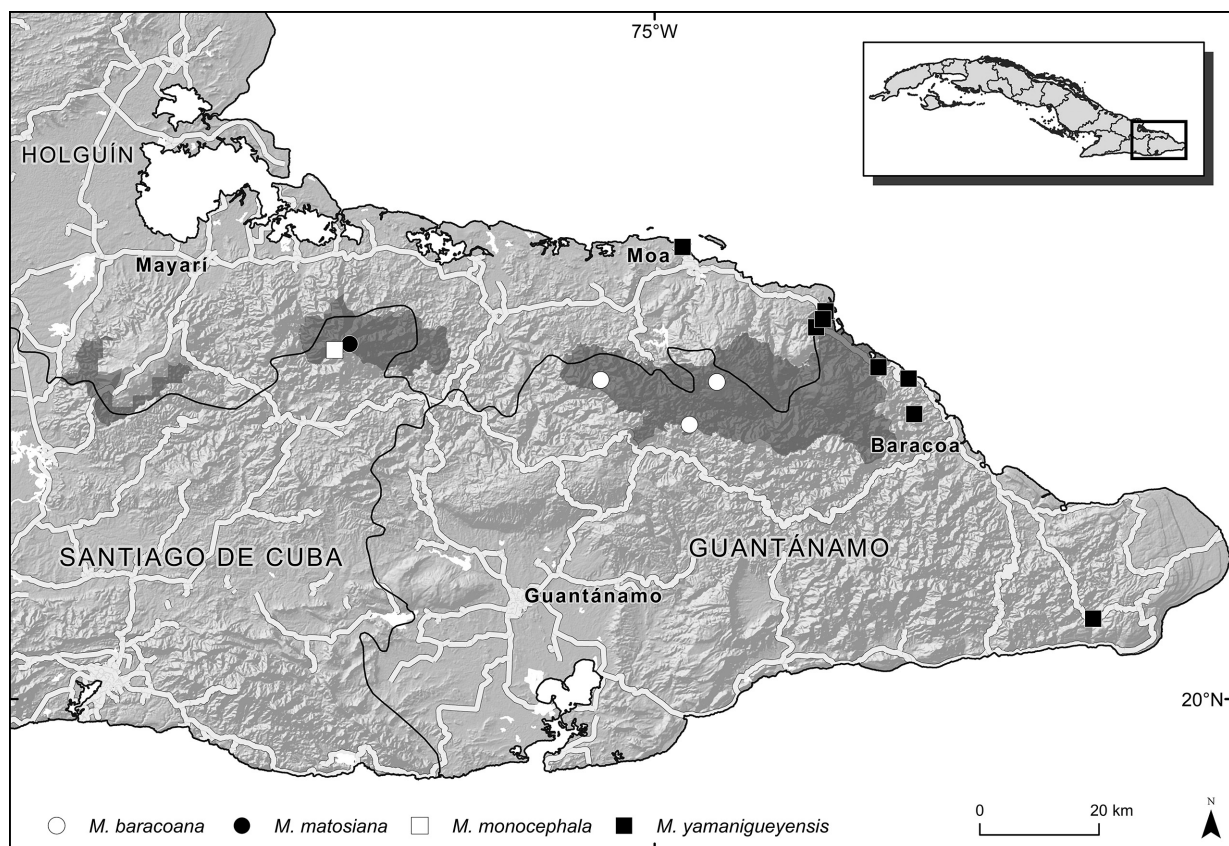 75°W
HOLGUÍN
Mayarí
Moa
Baracoa
SANTIAGO DE CUBA
GUANTÁNAMO
Guantánamo
20°N
M. baracoana
M. matosiana
M. monocephala
M. yamanigueyensis
0 20 km
N